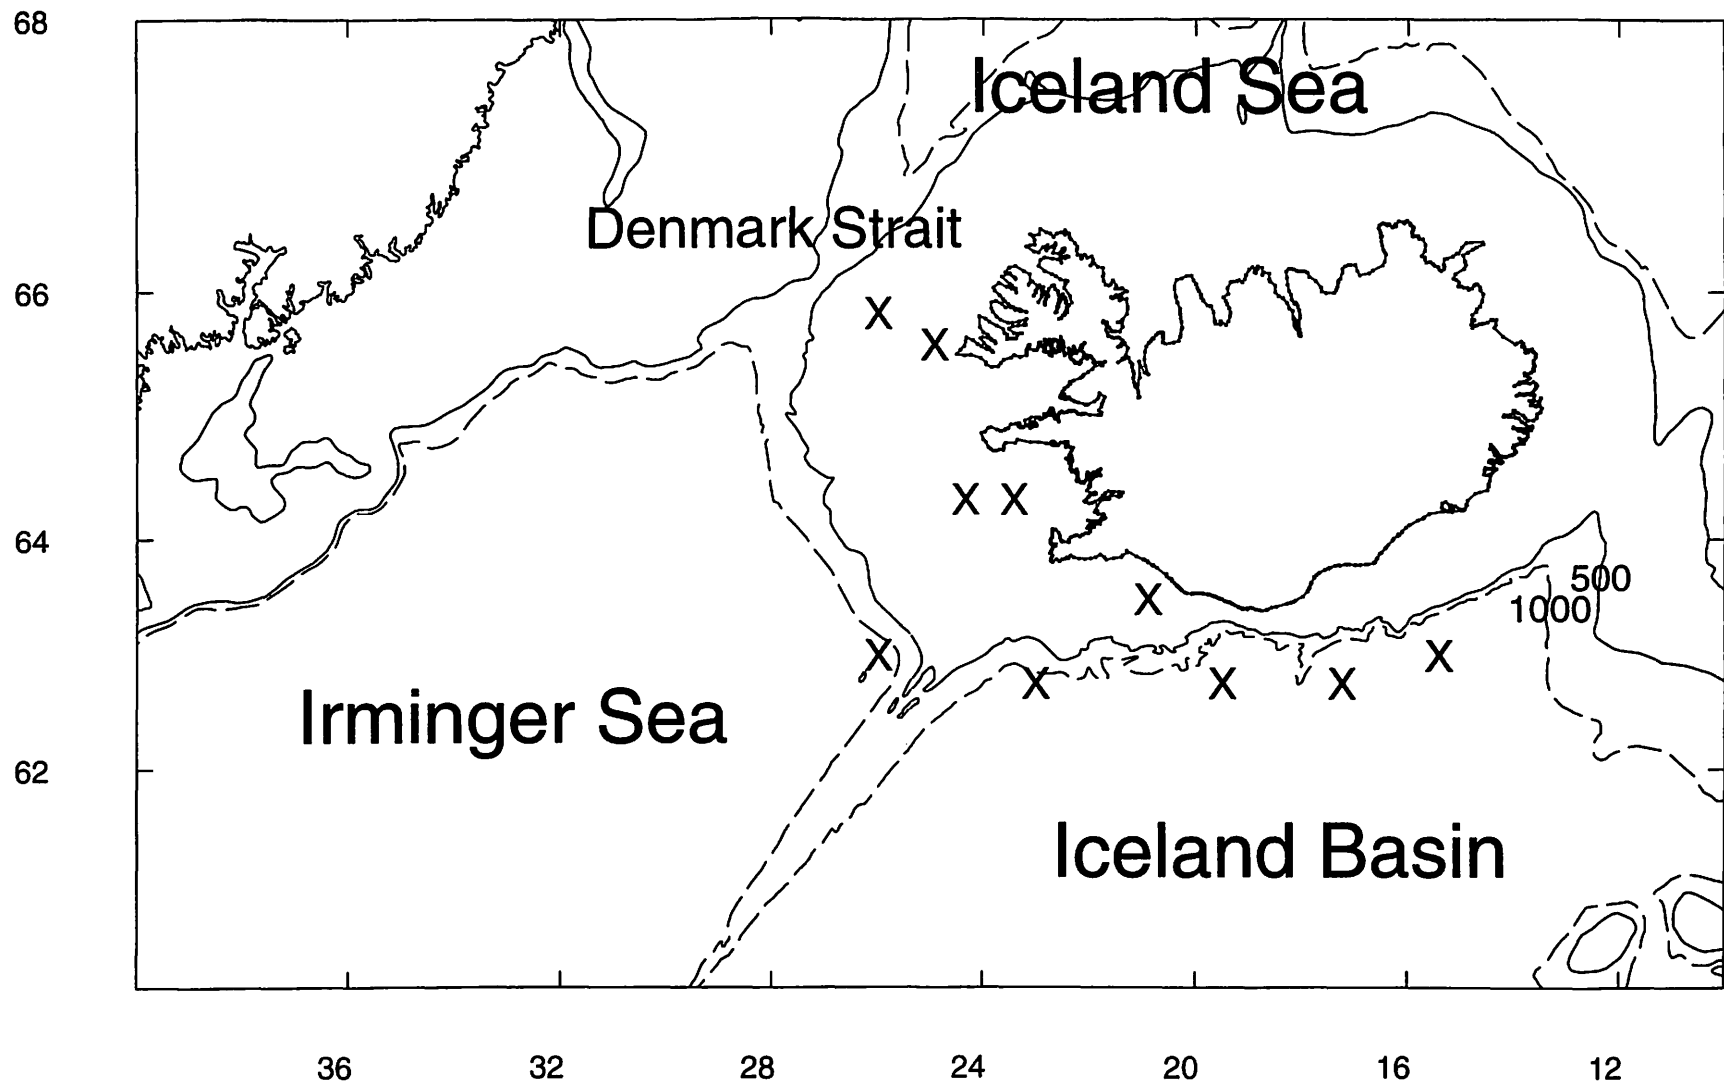 68
Iceland Sea
Denmark Strait
66
X
X
X X
64
500
1000
X
X
X
X
X
X
Irminger Sea
62
Iceland Basin
36 32 28 24 20 16 12